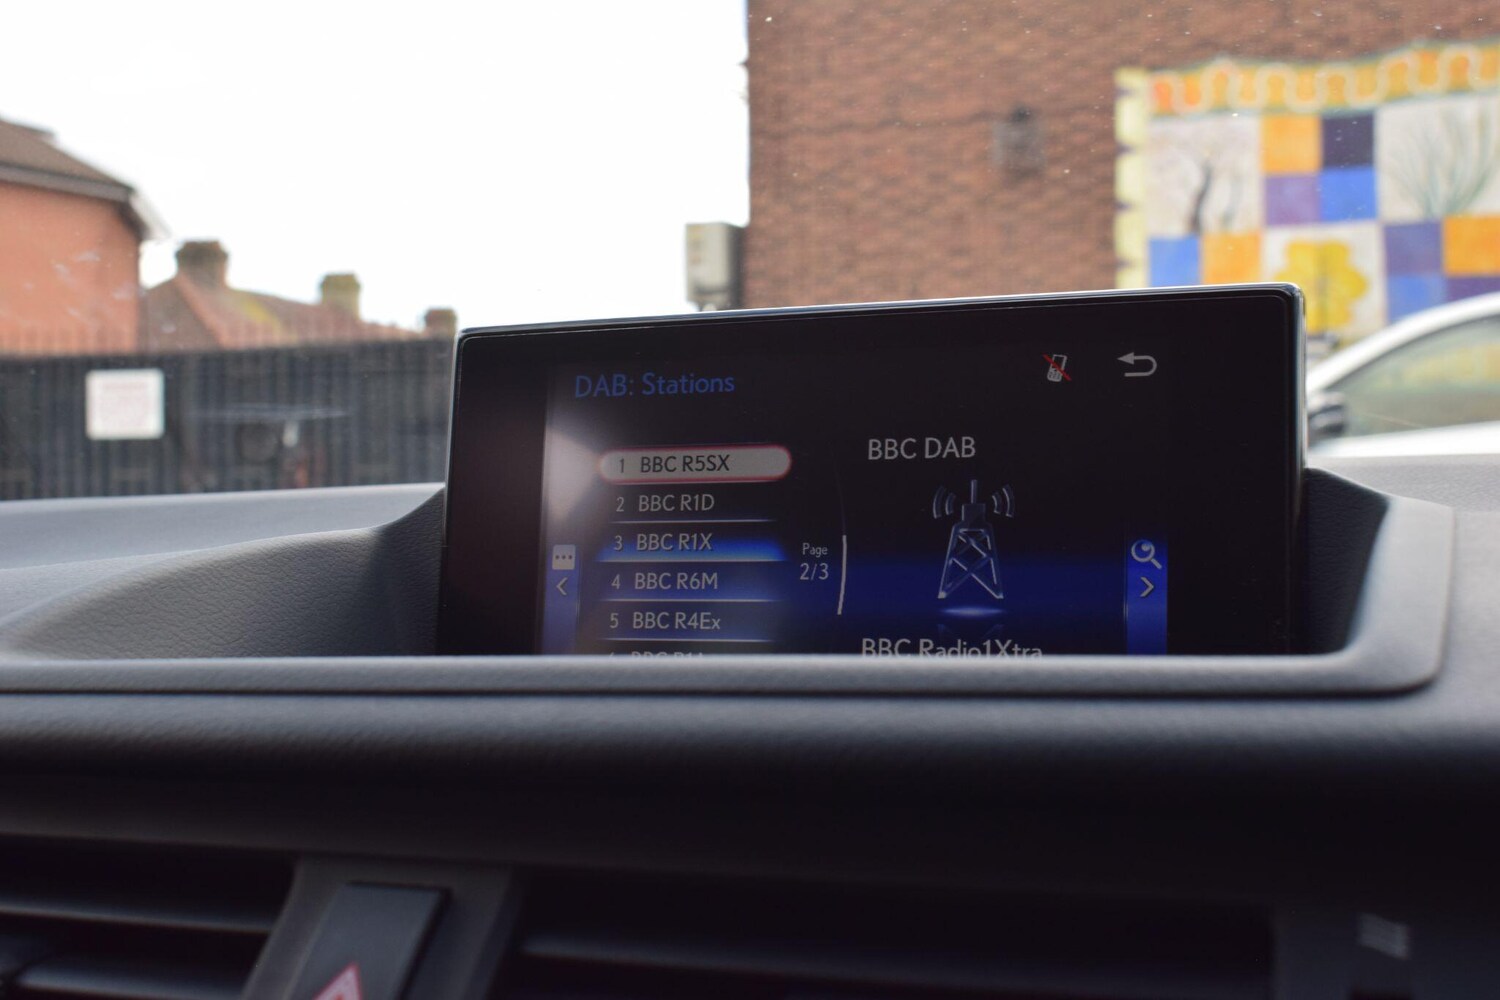 DAB: Stations
1 BBC R5SX
2 BBC R1D
3 BBC R1X
4 BBC R6M
5 BBC R4Ex
Page
2/3
BBC DAB
BBC Radio1Xtra